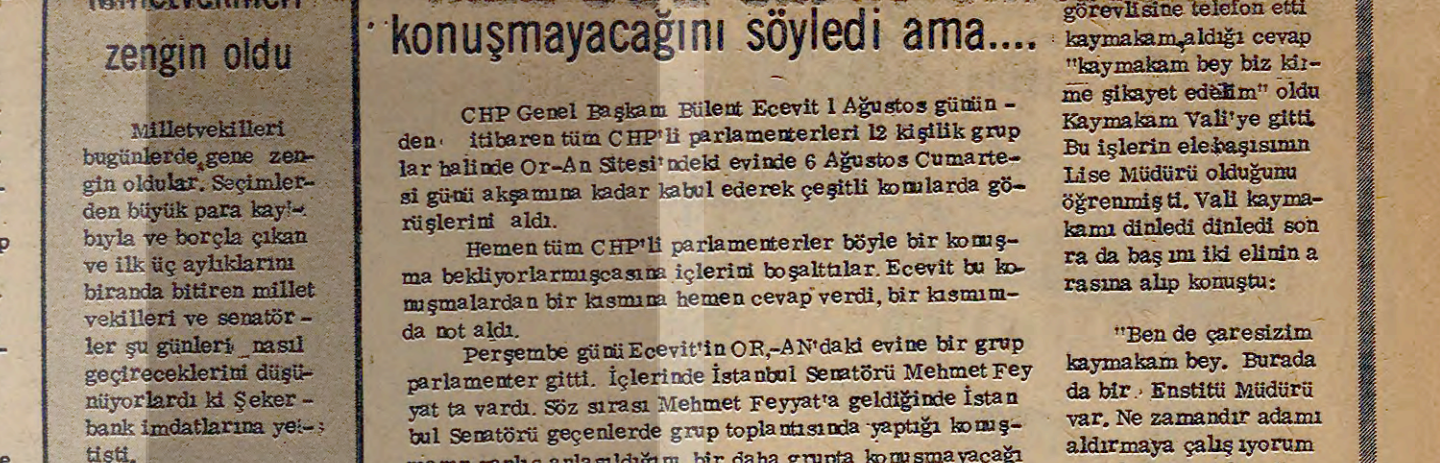 zengin oldu
Milletvekilleri
bugünlerde gene zen-
gin oldular. Seçimler-
den büyük para kay!-
bıyla ve borçla çıkan
ve ilk üç aylıklarını
biranda bitiren millet
vekilleri ve senatör -
ler şu günleri nasıl
geçireceklerini düşü-
nüyorlardı ki Şeker -
bank imdatlarına ye!-
tişti.
konuşmayacağını söyledi ama....
CHP Genel Başkanı Bülent Ecevit 1 Ağustos günün -
den itibaren tüm CHP'li parlamenterleri 12 kişilik grup
lar halinde Or-An Sitesi'ndeki evinde 6 Ağustos Cumarte-
si günü akşamına kadar kabul ederek çeşitli konularda gö-
rüşlerini aldı.
Hemen tüm CHP'li parlamenterler böyle bir konuş-
ma bekliyorlarmışcasına içlerini boşalttılar. Ecevit bu ko-
nuşmalardan bir kısmına hemen cevap verdi, bir kısmını-
da not aldı.
Perşembe günü Ecevit'in OR,-AN'daki evine bir grup
parlamenter gitti. İçlerinde İstanbul Senatörü Mehmet Fey
yat ta vardı. Söz sırası Mehmet Feyyat'a geldiğinde İstan
bul Senatörü geçenlerde grup toplantısında yaptığı konuş-
bir daha grupta konuşmayacağı
görevlisine telefon etti
kaymakam,aldığı cevap
"kaymakam bey biz ki!-
me şikayet edelim" oldu
Kaymakam Vali'ye gitti.
Bu işlerin elebaşısının
Lise Müdürü olduğunu
öğrenmişti. Vali kayma-
kamı dinledi dinledi son
ra da başını iki elinin a
rasına alıp konuştu:
"Ben de çaresizim
kaymakam bey. Burada
da bir Enstitü Müdürü
var. Ne zamandır adamı
aldırmaya çalışıyorum